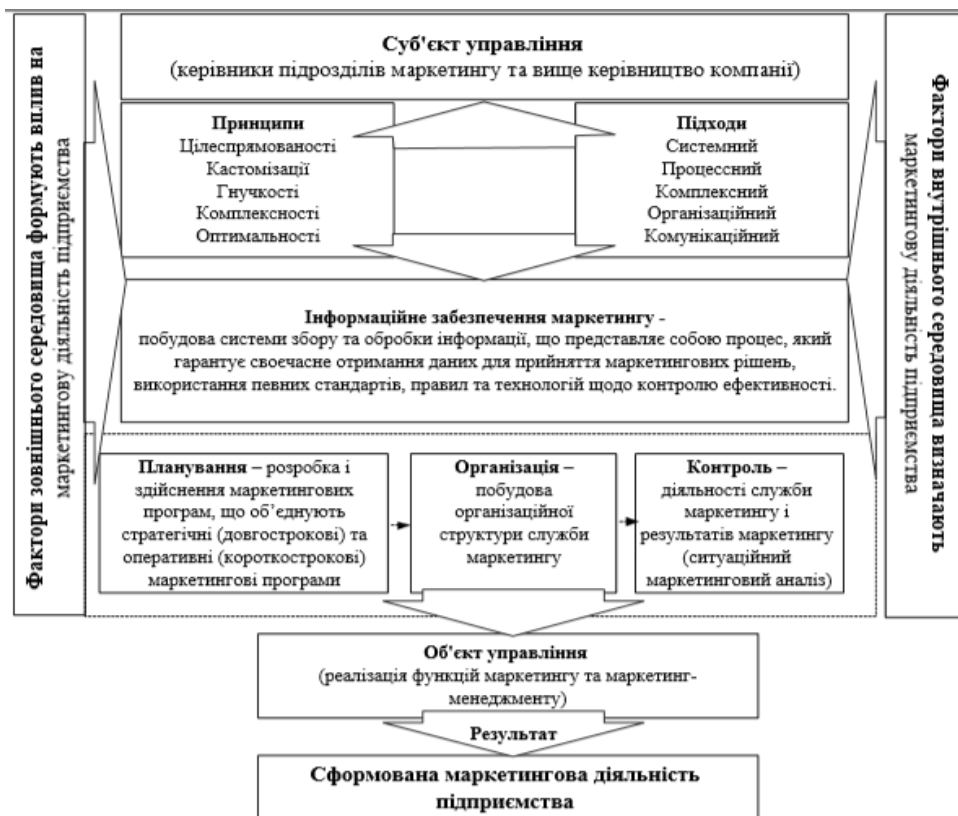 Фактори зовнішнього середовища формують вплив на
маркетингову діяльність підприємства
Суб'єкт управління
(керівники підрозділів маркетингу та вище керівництво компанії)
Принципи
Цілеспрямованості
Кастомізації
Гнучкості
Комплексності
Оптимальності
Підходи
Системний
Процессний
Комплексний
Організаційний
Комунікаційний
Інформаційне забезпечення маркетингу -
побудова системи збору та обробки інформації, що представляє собою процес, який
гарантує своєчасне отримання даних для прийняття маркетингових рішень,
використання певних стандартів, правил та технологій щодо контролю ефективності.
Планування – розробка і
здійснення маркетингових
програм, що об’єднують
стратегічні (довгострокові) та
оперативні (короткострокові)
маркетингові програми
Організація –
побудова
організаційної
структури служби
маркетингу
Контроль –
діяльності служби
маркетингу і
результатів маркетингу
(ситуаційний
маркетинговий аналіз)
Об'єкт управління
(реалізація функцій маркетингу та маркетинг-
менеджменту)
Результат
Сформована маркетингова діяльність
підприємства
Фактори внутрішнього середовища визначають
маркетингову діяльність підприємства